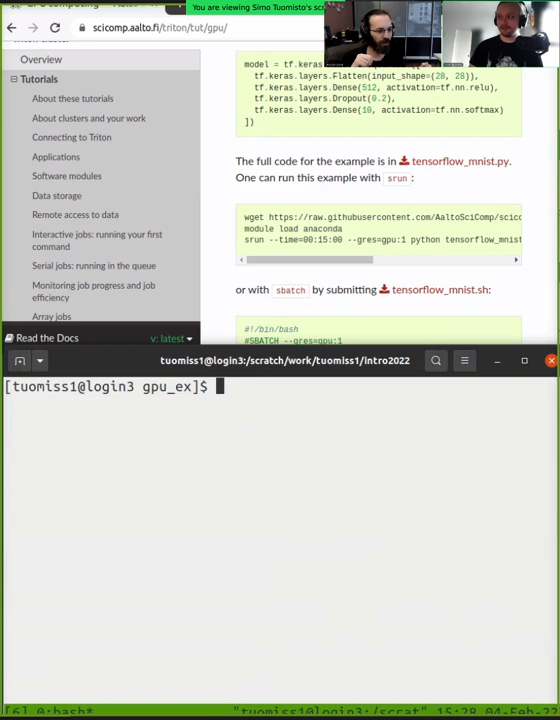 You are viewing Simo Tuomisto's
scicomp.aalto.fi/triton/tut/gpu/
Overview
Tutorials
About these tutorials
About clusters and your work
Connecting to Triton
Applications
Software modules
Data storage
Remote access to data
Interactive jobs: running your first
command
Serial jobs: running in the queue
Monitoring job progress and job
efficiency
Array jobs
Read the Docs
v: latest
model = tf.keras.
tf.keras.layers.Flatten(input_shape=(28, 28)),
tf.keras.layers.Dense(512, activation=tf.nn.relu),
tf.keras.layers.Dropout(0.2),
tf.keras.layers.Dense(10, activation=tf.nn.softmax)
])
The full code for the example is in tensorflow_mnist.py.
One can run this example with srun :
wget https://raw.githubusercontent.com/AaltoSciComp/scicc
module load anaconda
srun --time=00:15:00 --gres=gpu:1 python tensorflow_mnist
or with sbatch by submitting tensorflow_mnist.sh:
#!/bin/bash
#SBATCH --gres=gpu:1
tuomiss1@login3:/scratch/work/tuomiss1/intro2022
[tuomiss1@login3 gpu_ex]$
[6] 0:bash* "tuomiss1@login3:/scrat" 15:28 04-Feb-22